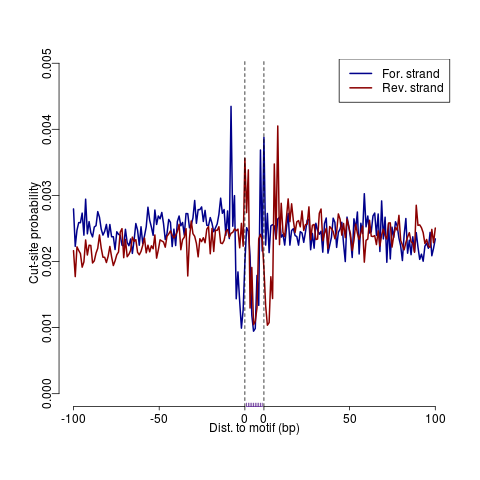 For. strand
Rev. strand
Cut-site probability
0.005
0.004
0.003
0.002
0.001
0.000
-100 -50 0 0 50 100
Dist. to motif (bp)